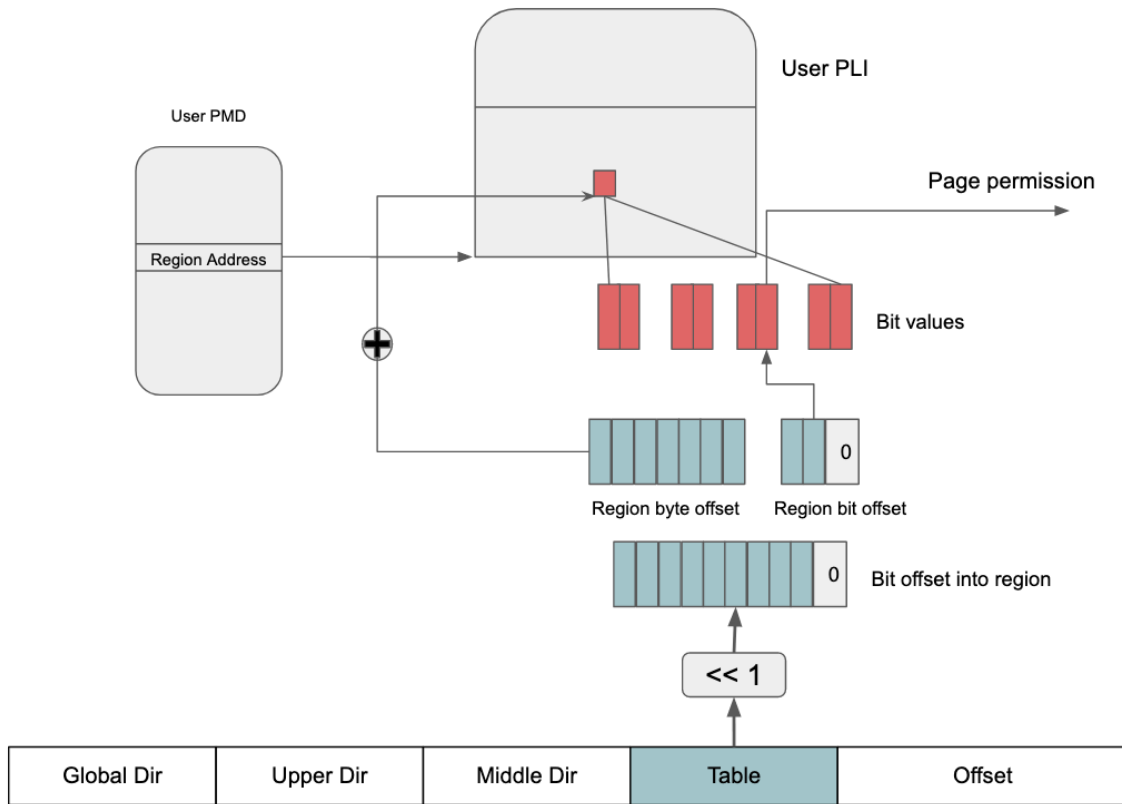 User PLI
User PMD
Page permission
Region Address
Bit values
0
Region byte offset
Region bit offset
0
Bit offset into region
<< 1
Global Dir
Upper Dir
Middle Dir
Table
Offset